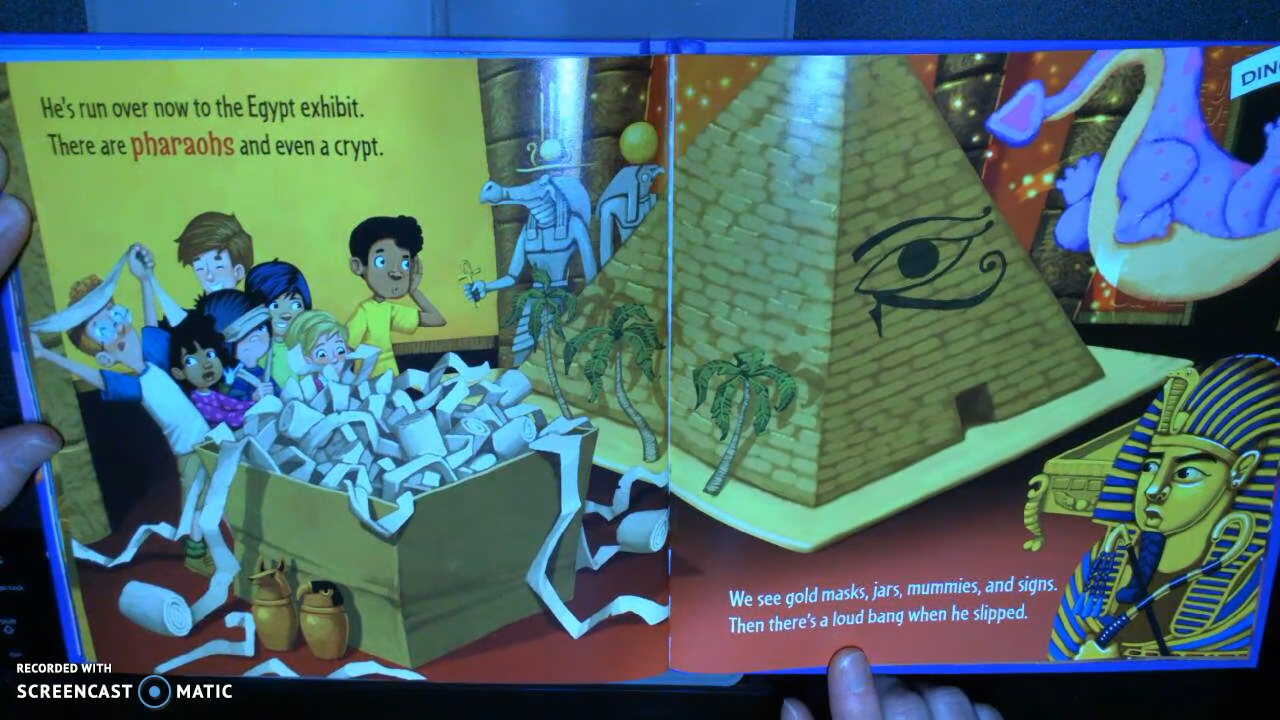 He's run over now to the Egypt exhibit.
There are pharaohs and even a crypt.
DIN
We see gold masks, jars, mummies, and signs.
Then there's a loud bang when he slipped.
RECORDED WITH
SCREENCAST MATIC